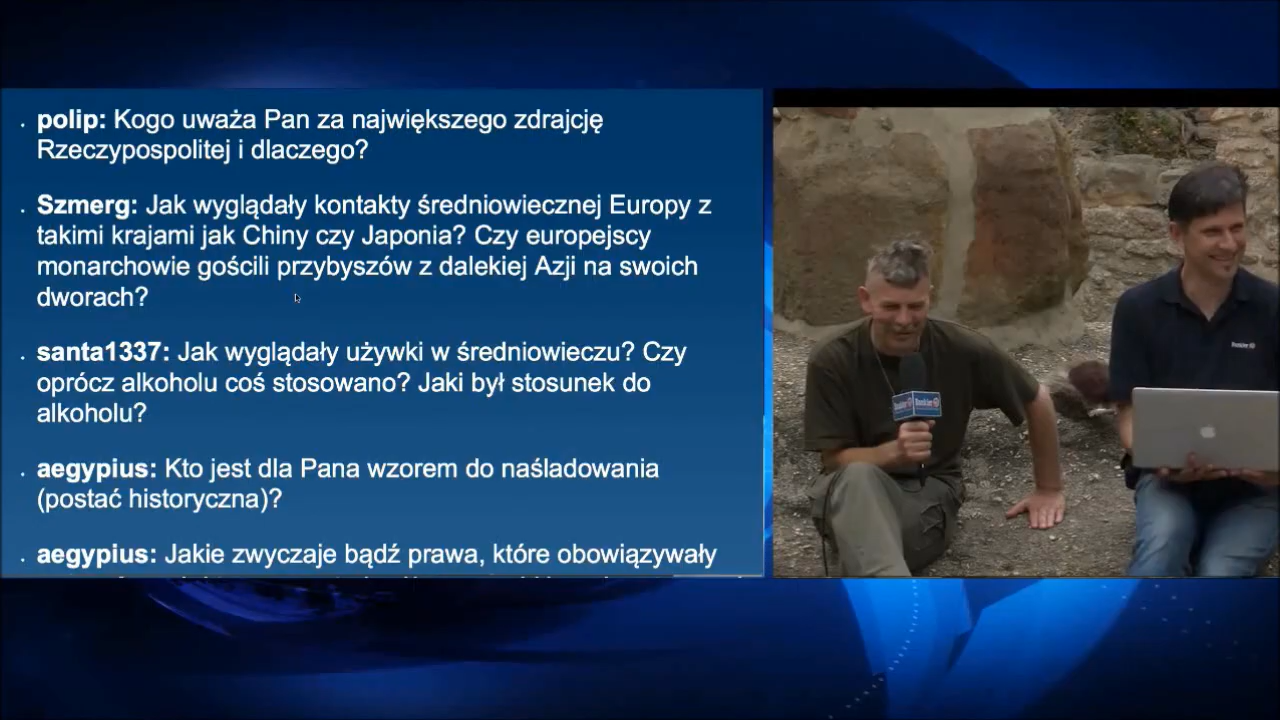 polip: Kogo uważa Pan za największego zdrajcję
Rzeczypospolitej i dlaczego?
Szmerg: Jak wyglądały kontakty średniowiecznej Europy z
takimi krajami jak Chiny czy Japonia? Czy europejscy
monarchowie gościli przybyszów z dalekiej Azji na swoich
dworach?
santa1337: Jak wyglądały używki w średniowieczu? Czy
oprócz alkoholu coś stosowano? Jaki był stosunek do
alkoholu?
aegypius: Kto jest dla Pana wzorem do naśladowania
(postać historyczna)?
aegypius: Jakie zwyczaje bądź prawa, które obowiązywały